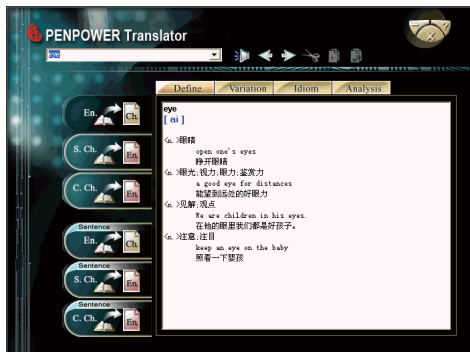 PENPOWER Translator
eye
Define Variation Idiom Analysis
En. Ch.
S. Ch. En.
C. Ch. En.
Sentence
En. Ch.
Sentence
S. Ch. En.
Sentence
C. Ch. En.
eye
[ ai ]
<n. >眼睛
open one's eyes
睁开眼睛
<n. >眼光;视力;眼力;鉴赏力
a good eye for distances
能望到远处的好眼力
<n. >见解;观点
We are children in his eyes.
在他的眼里我们都是好孩子。
<n. >注意;注目
keep an eye on the baby
照看一下婴孩